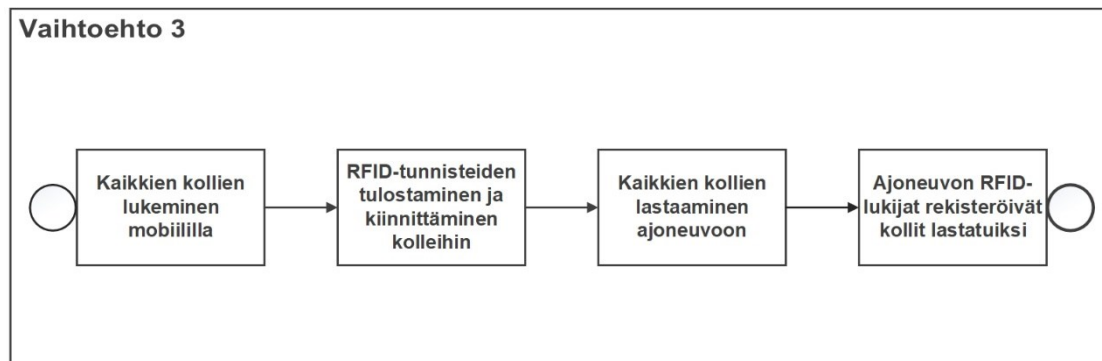 Vaihtoehto 3
Kaikkien kollien
lukeminen
mobiililla
RFID-tunnisteiden
tulostaminen ja
kiinnittäminen
kolleihin
Kaikkien kollien
lastaaminen
ajoneuvoon
Ajoneuvon RFID-
lukijat rekisteröivät
kollit lastatuiksi